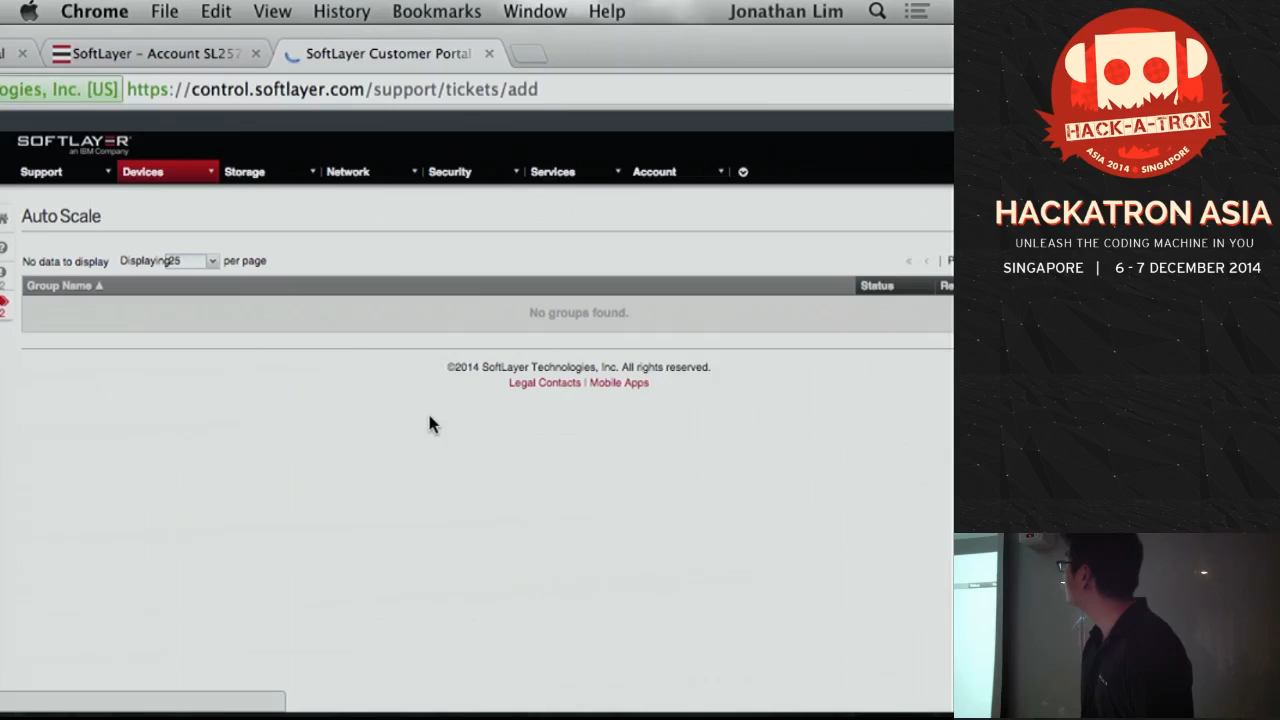 Chrome File Edit View History Bookmarks Window Help Jonathan Lim
SoftLayer – Account SL257 SoftLayer Customer Portal
ogies, Inc. [US] https://control.softlayer.com/support/tickets/add
SOFTLAYER
an IBM Company
Support Devices Storage Network Security Services Account
Auto Scale
No data to display Displaying 25 per page
Group Name Status Re
No groups found.
©2014 SoftLayer Technologies, Inc. All rights reserved.
Legal Contacts | Mobile Apps
HACK-A-TRON
ASIA 2014 SINGAPORE
HACKATRON ASIA
UNLEASH THE CODING MACHINE IN YOU
SINGAPORE | 6 - 7 DECEMBER 2014